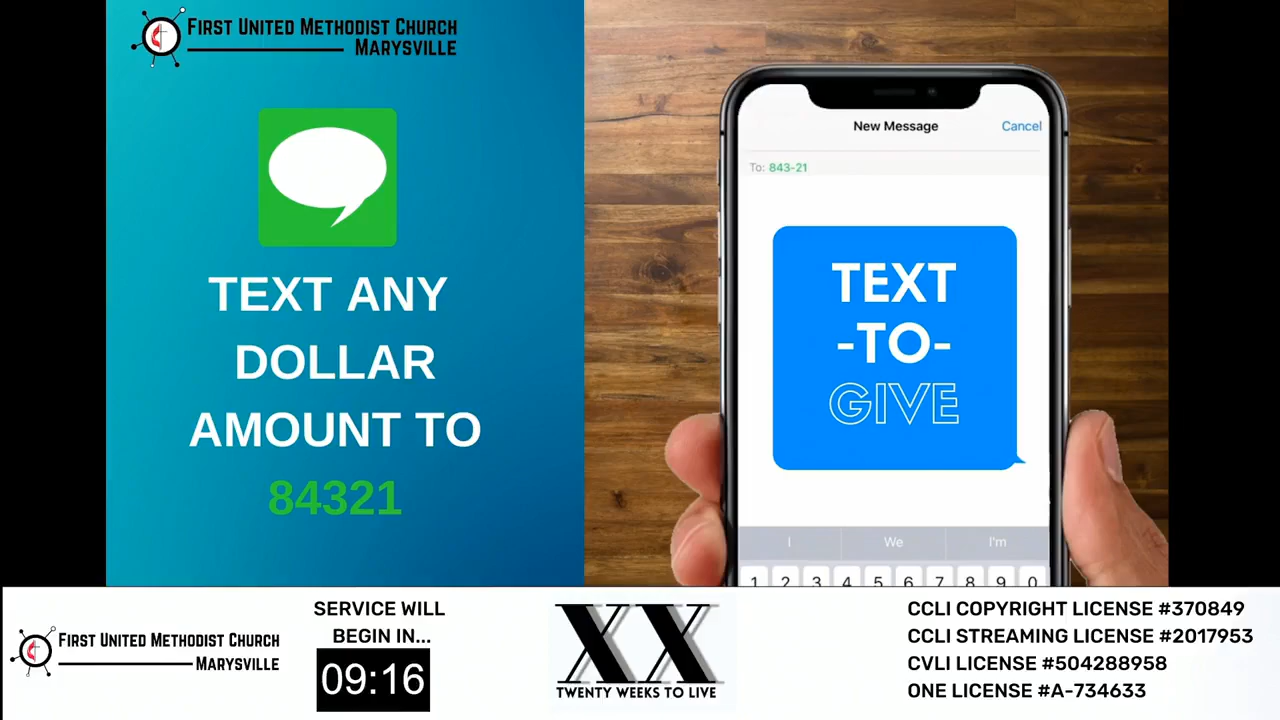 FIRST UNITED METHODIST CHURCH
MARYSVILLE
TEXT ANY
DOLLAR
AMOUNT TO
84321
New Message
Cancel
To: 843-21
TEXT
-TO-
GIVE
I
We
I'm
1 2 3 4 5 6 7 8 9 0
FIRST UNITED METHODIST CHURCH
MARYSVILLE
SERVICE WILL
BEGIN IN...
09:16
XX
TWENTY WEEKS TO LIVE
CCLI COPYRIGHT LICENSE #370849
CCLI STREAMING LICENSE #2017953
CVLI LICENSE #504288958
ONE LICENSE #A-734633